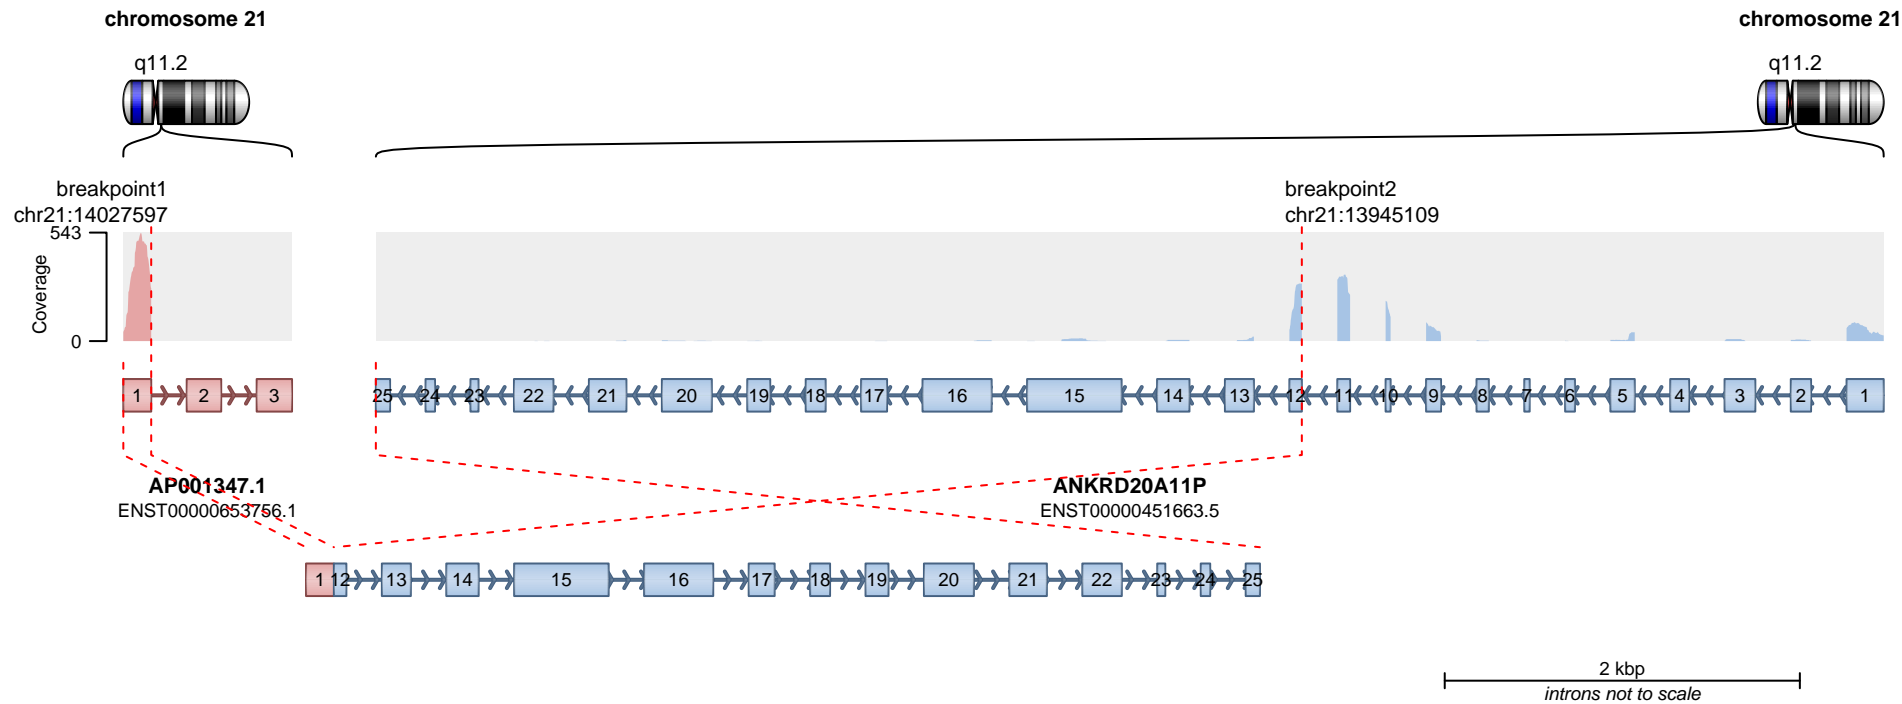 chromosome 21
chromosome 21
q11.2
q11.2
breakpoint1
chr21:14027597
breakpoint2
chr21:13945109
543
Coverage
0
1 2 3
25 24 23 22 21 20 19 18 17 16 15 14 13 12 11 10 9 8 7 6 5 4 3 2 1
AP001347.1
ENST00000653756.1
ANKRD20A11P
ENST00000451663.5
1 12 13 14 15 16 17 18 19 20 21 22 23 24 25
2 kbp
introns not to scale